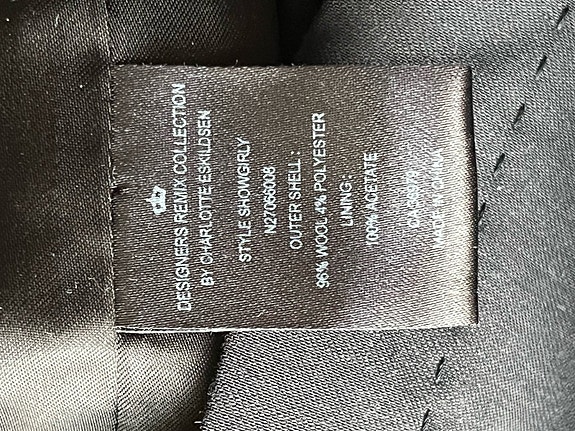 DESIGNERS REMIX COLLECTION
BY CHARLOTTE ESKILDSEN
STYLE SHOWGIRLY
N27066008
OUTER SHELL :
96% WOOL 4% POLYESTER
LINING :
100% ACETATE
MADE IN CHINA